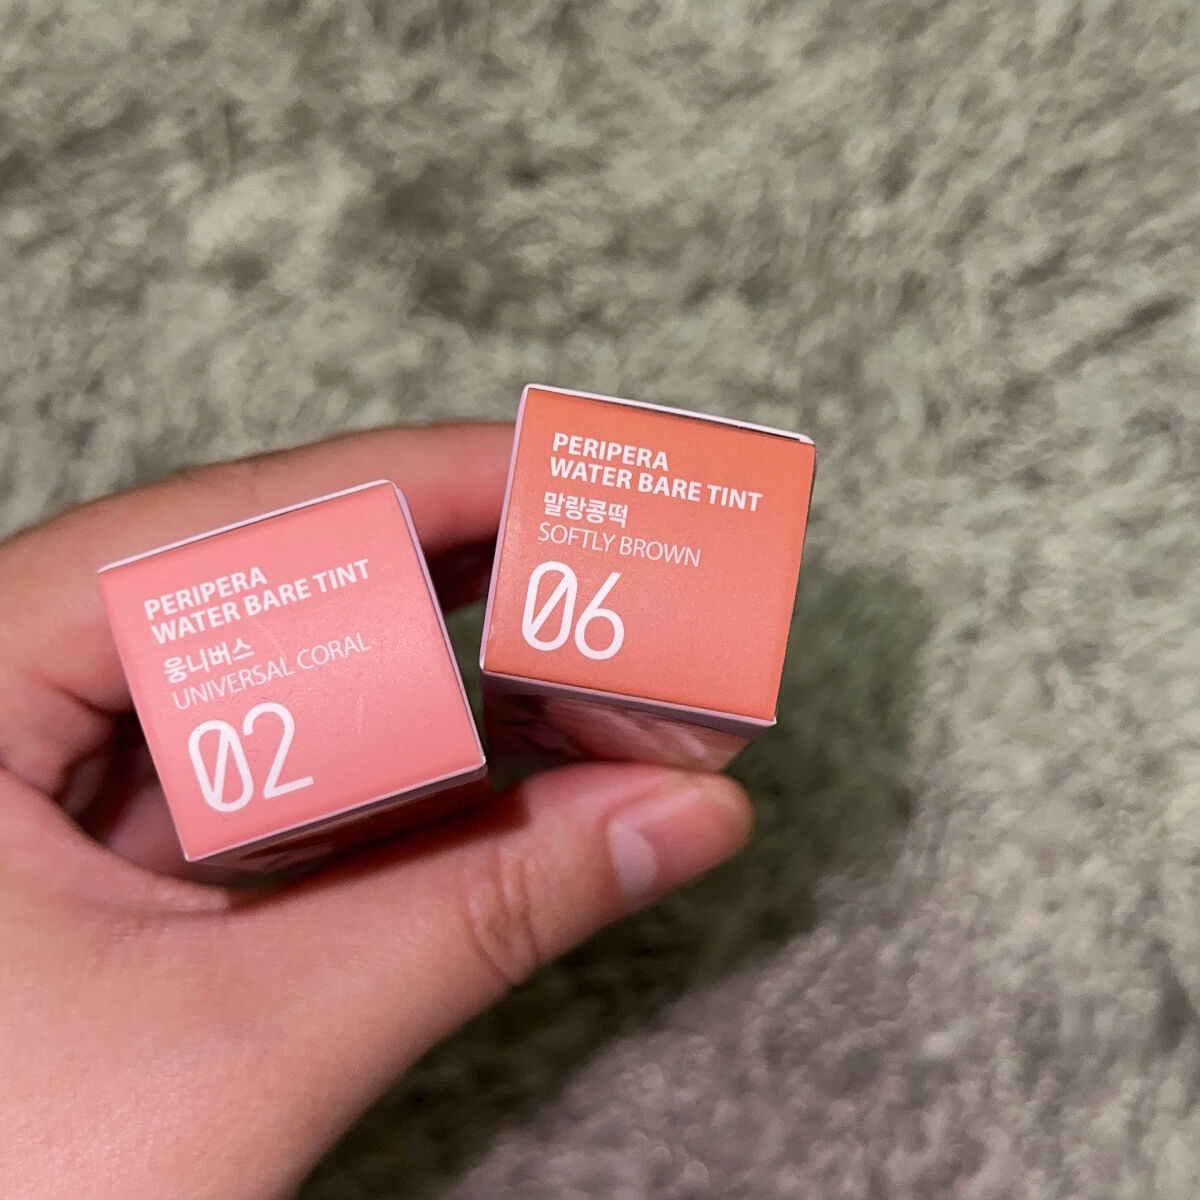 PERIPERA
WATER BARE TINT
웅니버스
UNIVERSAL CORAL
02
PERIPERA
WATER BARE TINT
말랑콩떡
SOFTLY BROWN
06